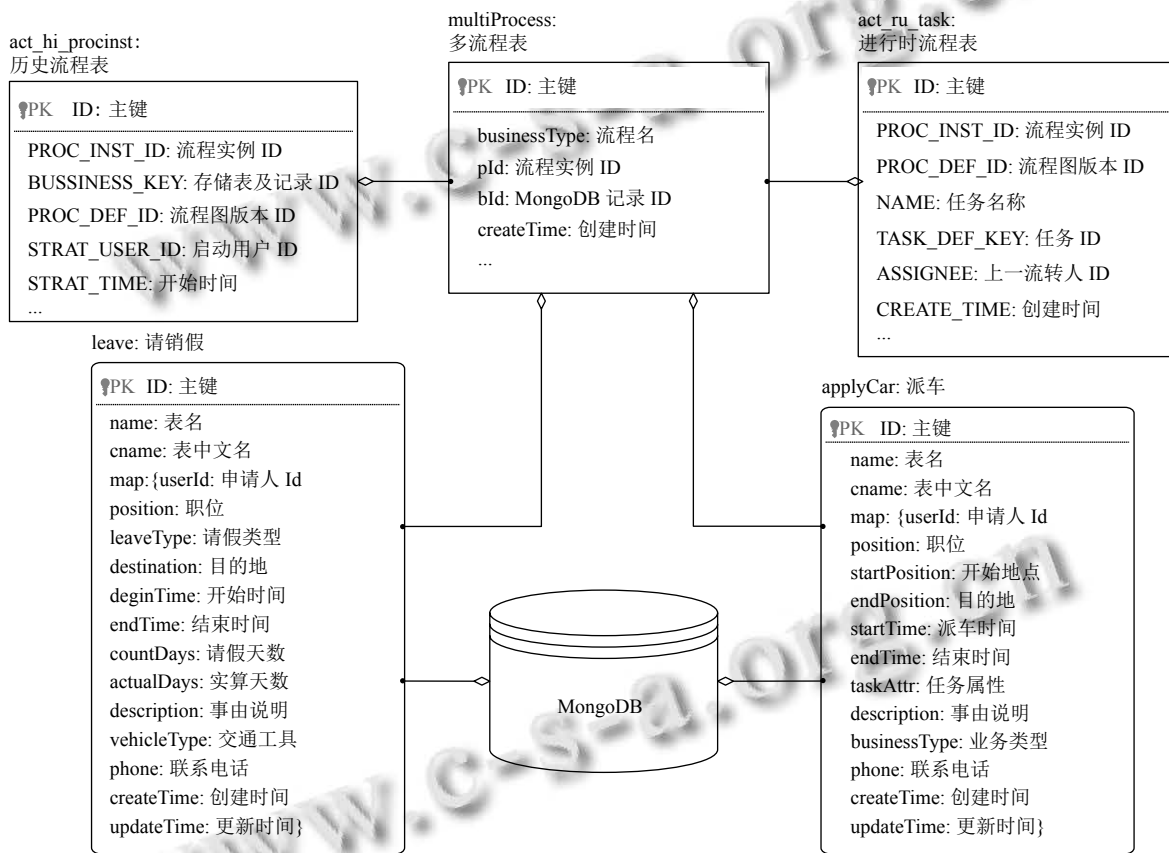 act_hi_procinst:
历史流程表
PK ID: 主键
PROC_INST_ID: 流程实例 ID
BUSSINESS_KEY: 存储表及记录 ID
PROC_DEF_ID: 流程图版本 ID
STRAT_USER_ID: 启动用户 ID
STRAT_TIME: 开始时间
...
multiProcess:
多流程表
PK ID: 主键
businessType: 流程名
pId: 流程实例 ID
bId: MongoDB 记录 ID
createTime: 创建时间
...
act_ru_task:
进行时流程表
PK ID: 主键
PROC_INST_ID: 流程实例 ID
PROC_DEF_ID: 流程图版本 ID
NAME: 任务名称
TASK_DEF_KEY: 任务 ID
ASSIGNEE: 上一流转人 ID
CREATE_TIME: 创建时间
...
leave: 请销假
PK ID: 主键
name: 表名
cname: 表中文名
map:{userId: 申请人 Id
position: 职位
leaveType: 请假类型
destination: 目的地
deginTime: 开始时间
endTime: 结束时间
countDays: 请假天数
actualDays: 实算天数
description: 事由说明
vehicleType: 交通工具
phone: 联系电话
createTime: 创建时间
updateTime: 更新时间}
MongoDB
applyCar: 派车
PK ID: 主键
name: 表名
cname: 表中文名
map: {userId: 申请人 Id
position: 职位
startPosition: 开始地点
endPosition: 目的地
startTime: 派车时间
endTime: 结束时间
taskAttr: 任务属性
description: 事由说明
businessType: 业务类型
phone: 联系电话
createTime: 创建时间
updateTime: 更新时间}
www.c-s-a.org.cn
www.c-s-a.org.cn